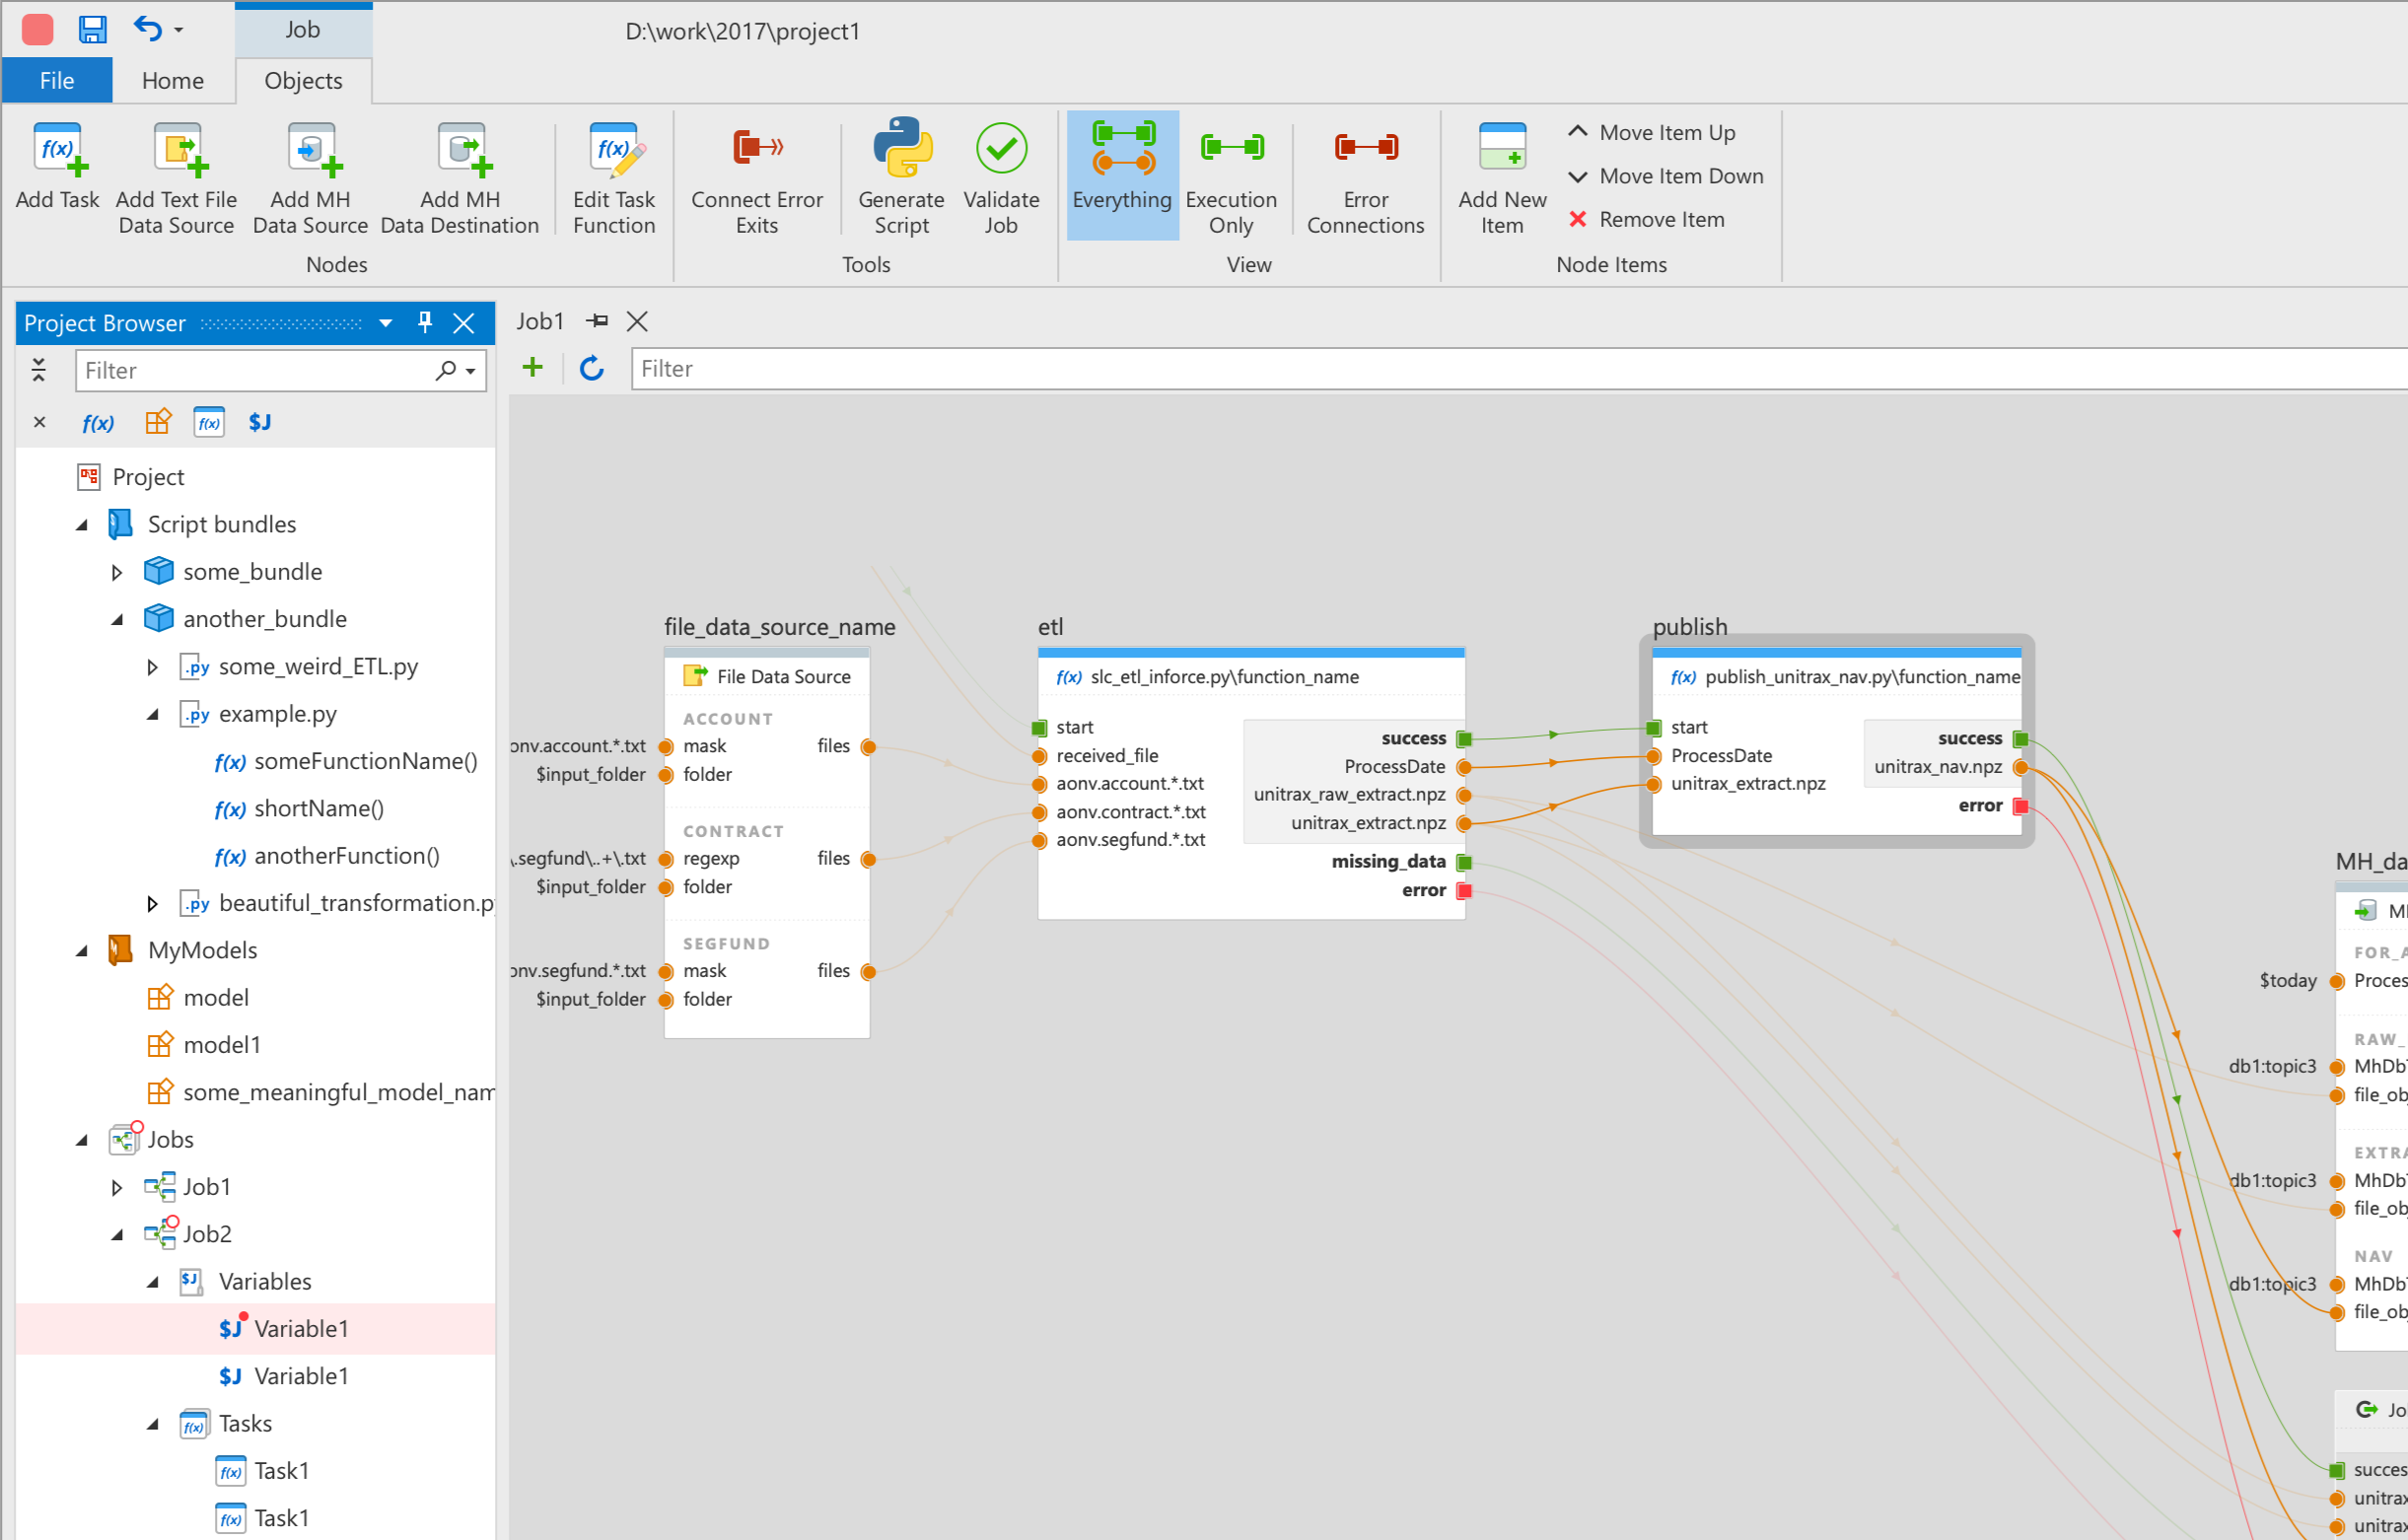 Job
D:\work\2017\project1
File
Home
Objects
f(x)
Add Task
Add Text File
Data Source
Add MH
Data Source
Add MH
Data Destination
f(x)
Edit Task
Function
Nodes
Connect Error
Exits
Generate
Script
Validate
Job
Tools
Everything
Execution
Only
Error
Connections
View
Add New
Item
Move Item Up
Move Item Down
Remove Item
Node Items
Project Browser
Filter
f(x)
f(x)
$J
Project
Script bundles
some_bundle
another_bundle
.py some_weird_ETL.py
.py example.py
f(x) someFunctionName()
f(x) shortName()
f(x) anotherFunction()
.py beautiful_transformation.p
MyModels
model
model1
some_meaningful_model_nam
Jobs
Job1
Job2
$J Variables
$J Variable1
$J Variable1
f(x) Tasks
f(x) Task1
f(x) Task1
Job1
Filter
file_data_source_name
File Data Source
ACCOUNT
onv.account.*.txt mask files
$input_folder folder
CONTRACT
\.segfund\..+\.txt regexp files
$input_folder folder
SEGFUND
onv.segfund.*.txt mask files
$input_folder folder
etl
f(x) slc_etl_inforce.py\function_name
start
received_file
aonv.account.*.txt
aonv.contract.*.txt
aonv.segfund.*.txt
success
ProcessDate
unitrax_raw_extract.npz
unitrax_extract.npz
missing_data
error
publish
f(x) publish_unitrax_nav.py\function_name
start
ProcessDate
unitrax_extract.npz
success
unitrax_nav.npz
error
MH_da
M
FOR_A
$today Proces
RAW_
db1:topic3 MhDb
file_ob
EXTRA
db1:topic3 MhDb
file_ob
NAV
db1:topic3 MhDb
file_ob
Jo
succes
unitrax
unitrax